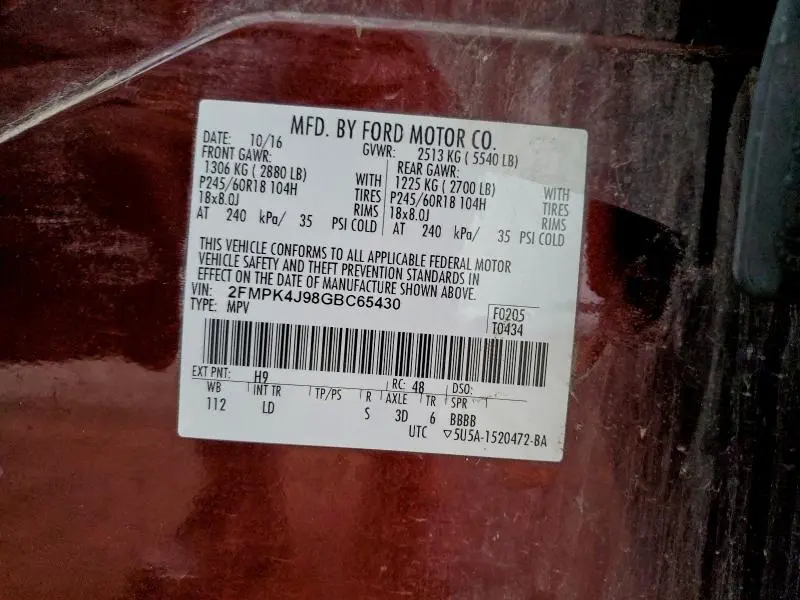 MFD. BY FORD MOTOR CO.
DATE: 10/16 GVWR: 2513 KG ( 5540 LB)
FRONT GAWR: REAR GAWR:
1306 KG ( 2880 LB) WITH 1225 KG ( 2700 LB) WITH
P245/60R18 104H TIRES P245/60R18 104H TIRES
18x8.0J RIMS 18x8.0J RIMS
AT 240 kPa/ 35 PSI COLD AT 240 kPa/ 35 PSI COLD
THIS VEHICLE CONFORMS TO ALL APPLICABLE FEDERAL MOTOR
VEHICLE SAFETY AND THEFT PREVENTION STANDARDS IN
EFFECT ON THE DATE OF MANUFACTURE SHOWN ABOVE.
VIN: 2FMPK4J98GBC65430
TYPE: MPV
F0205
T0434
EXT PNT: H9 RC: 48 DSO:
WB INT TR TP/PS R AXLE TR SPR
112 LD S 3D 6 BBBB
UTC ▽5U5A-1520472-BA